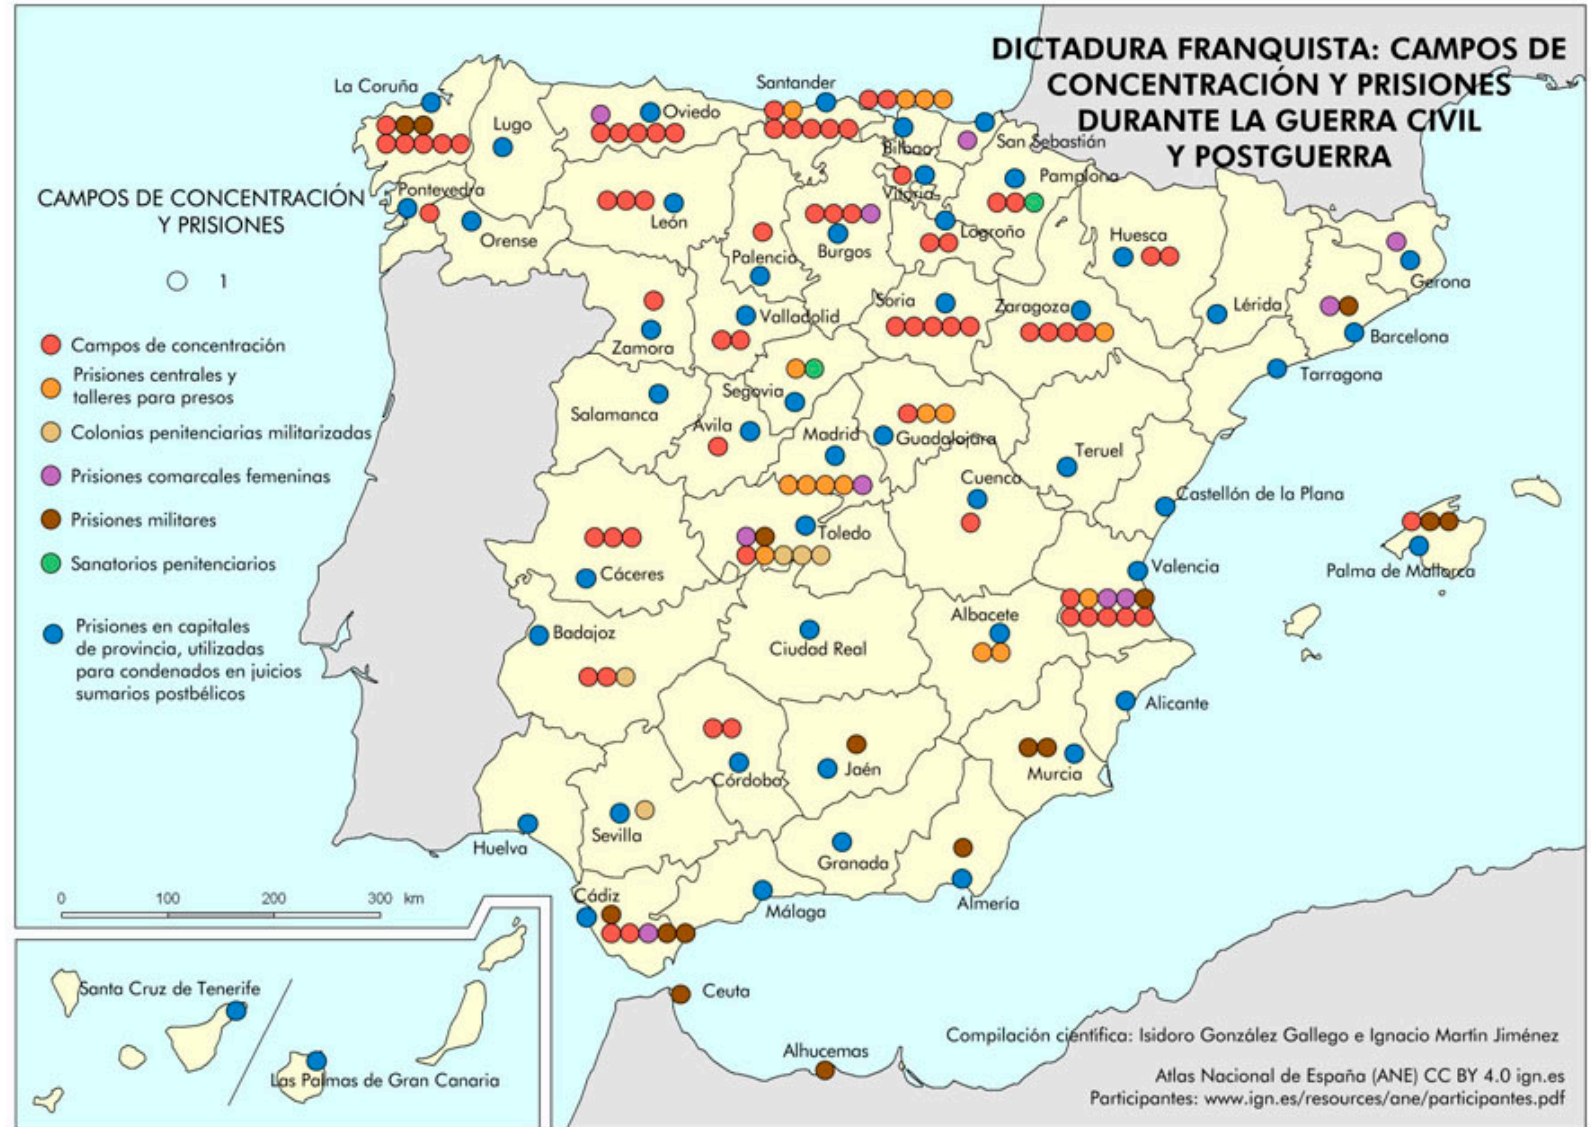 DICTADURA FRANQUISTA: CAMPOS DE
CONCENTRACIÓN Y PRISIONES
DURANTE LA GUERRA CIVIL
Y POSTGUERRA
CAMPOS DE CONCENTRACIÓN
Y PRISIONES
1
Campos de concentración
Prisiones centrales y
talleres para presos
Colonias penitenciarias militarizadas
Prisiones comarcales femeninas
Prisiones militares
Sanatorios penitenciarios
Prisiones en capitales
de provincia, utilizadas
para condenados en juicios
sumarios postbélicos
La Coruña
Lugo
Oviedo
Santander
Bilbao
San Sebastián
Vitoria
Pamplona
Pontevedra
Orense
León
Palencia
Burgos
Logroño
Huesca
Gerona
Zamora
Valladolid
Soria
Zaragoza
Lérida
Barcelona
Tarragona
Salamanca
Segovia
Ávila
Madrid
Guadalajara
Teruel
Cuenca
Castellón de la Plana
Toledo
Cáceres
Valencia
Palma de Mallorca
Badajoz
Ciudad Real
Albacete
Alicante
Córdoba
Jaén
Murcia
Sevilla
Huelva
Granada
Almería
Cádiz
Málaga
Ceuta
Alhucemas
0 100 200 300 km
Santa Cruz de Tenerife
Las Palmas de Gran Canaria
Compilación científica: Isidoro González Gallego e Ignacio Martín Jiménez
Atlas Nacional de España (ANE) CC BY 4.0 ign.es
Participantes: www.ign.es/resources/ane/participantes.pdf